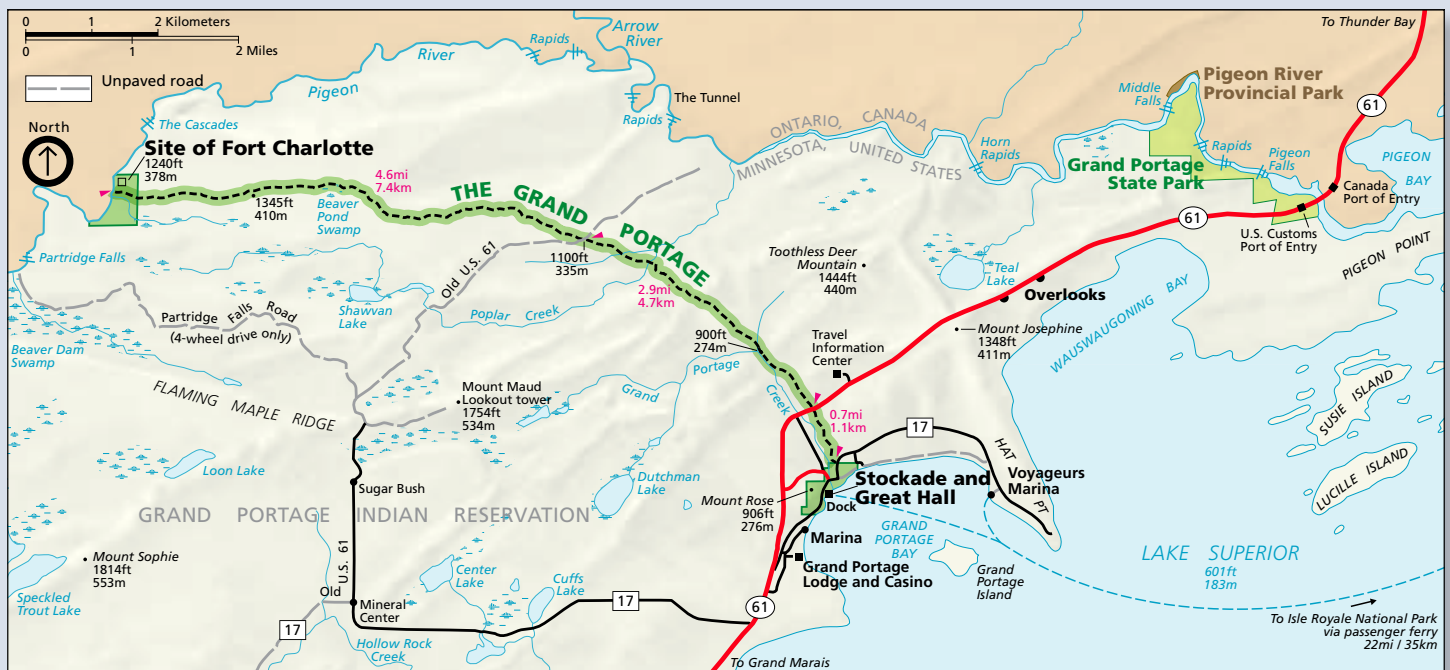 0 1 2 Kilometers
0 1 2 Miles
Unpaved road
North
River
Pigeon
Rapids
Arrow
River
The Tunnel
Rapids
The Cascades
Site of Fort Charlotte
1240ft
378m
4.6mi
7.4km
THE GRAND PORTAGE
1345ft
410m
Beaver
Pond
Swamp
ONTARIO, CANADA
MINNESOTA, UNITED STATES
Horn
Rapids
Middle
Falls
Pigeon River
Provincial Park
To Thunder Bay
61
Grand Portage
State Park
Rapids
Pigeon
Falls
PIGEON
BAY
Canada
Port of Entry
61
U.S. Customs
Port of Entry
PIGEON POINT
Partridge Falls
Old U.S. 61
1100ft
335m
2.9mi
4.7km
Toothless Deer
Mountain
1444ft
440m
Teal
Lake
Overlooks
WAUSWAUGONING BAY
Partridge Falls Road
(4-wheel drive only)
Shawvan
Lake
Poplar Creek
900ft
274m
Travel
Information
Center
Mount Josephine
1348ft
411m
Beaver Dam
Swamp
FLAMING MAPLE RIDGE
Mount Maud
Lookout tower
1754ft
534m
Grand Portage Creek
0.7mi
1.1km
17
HAT PT
SUSIE ISLAND
LUCILLE ISLAND
Loon Lake
Sugar Bush
Dutchman
Lake
Mount Rose
906ft
276m
Stockade and
Great Hall
Dock
Voyageurs
Marina
GRAND PORTAGE INDIAN RESERVATION
Marina
GRAND
PORTAGE
BAY
Grand Portage
Lodge and Casino
Grand
Portage
Island
LAKE SUPERIOR
601ft
183m
Mount Sophie
1814ft
553m
Speckled
Trout Lake
Old U.S. 61
Mineral
Center
Center
Lake
Cuffs
Lake
17
17
61
Hollow Rock
Creek
To Grand Marais
To Isle Royale National Park
via passenger ferry
22mi / 35km